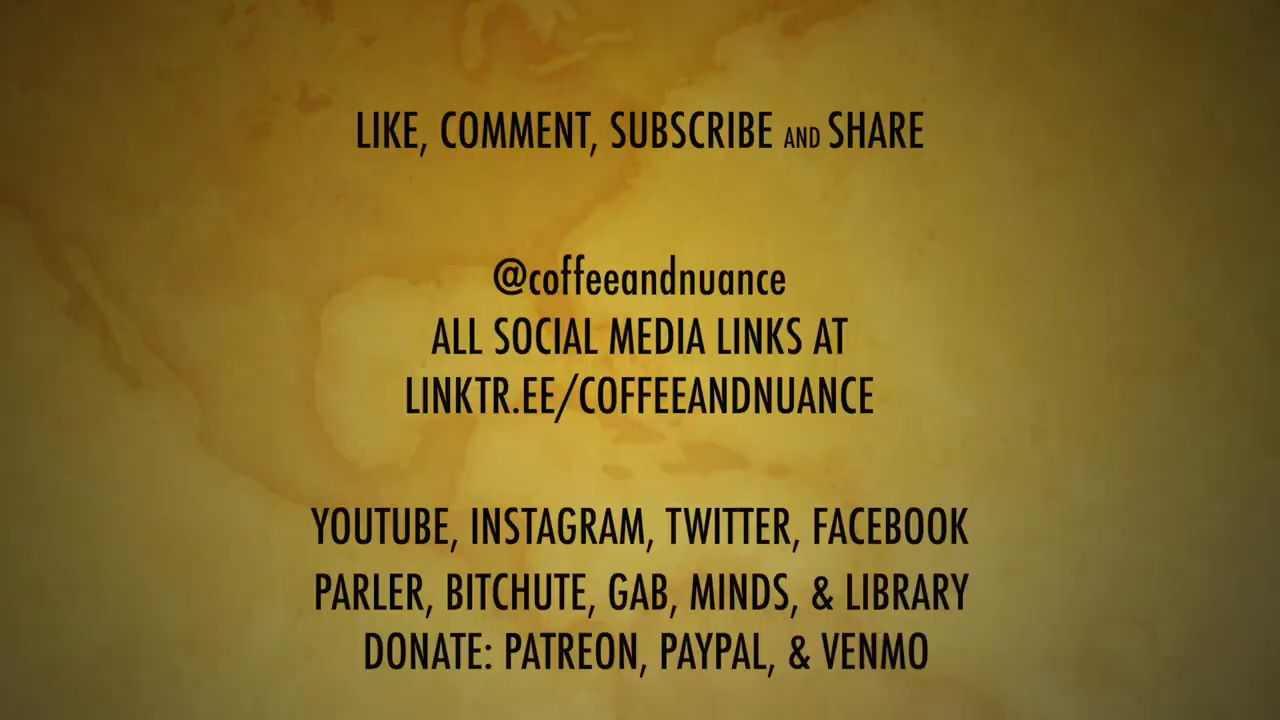 LIKE, COMMENT, SUBSCRIBE AND SHARE
@coffeeandnuance
ALL SOCIAL MEDIA LINKS AT
LINKTR.EE/COFFEEANDNUANCE
YOUTUBE, INSTAGRAM, TWITTER, FACEBOOK
PARLER, BITCHUTE, GAB, MINDS, & LIBRARY
DONATE: PATREON, PAYPAL, & VENMO